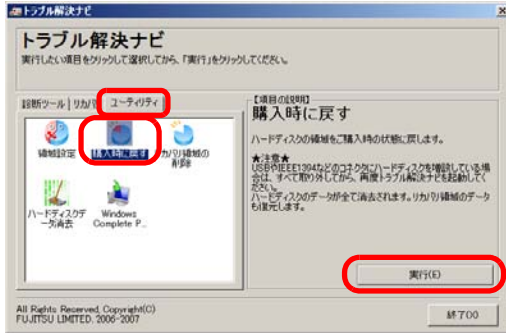 トラブル解決ナビ
トラブル解決ナビ
実行したい項目をクリックして選択してから、「実行」をクリックしてください。
診断ツール リカバリ ユーティリティ
領域設定
購入時に戻す
リカバリ領域の
削除
ハードディスクデ
ータ消去
Windows
Complete P...
【項目の説明】
購入時に戻す
ハードディスクの領域をご購入時の状態に戻します。
★注意★
USBやIEEE1394などのコネクタにハードディスクを増設している場
合は、すべて取り外してから、再度トラブル解決ナビを起動してく
ださい。
ハードディスクのデータが全て消去されます。リカバリ領域のデータ
も復元します。
実行(E)
All Rights Reserved, Copyright(C)
FUJITSU LIMITED. 2006-2007
終了(X)